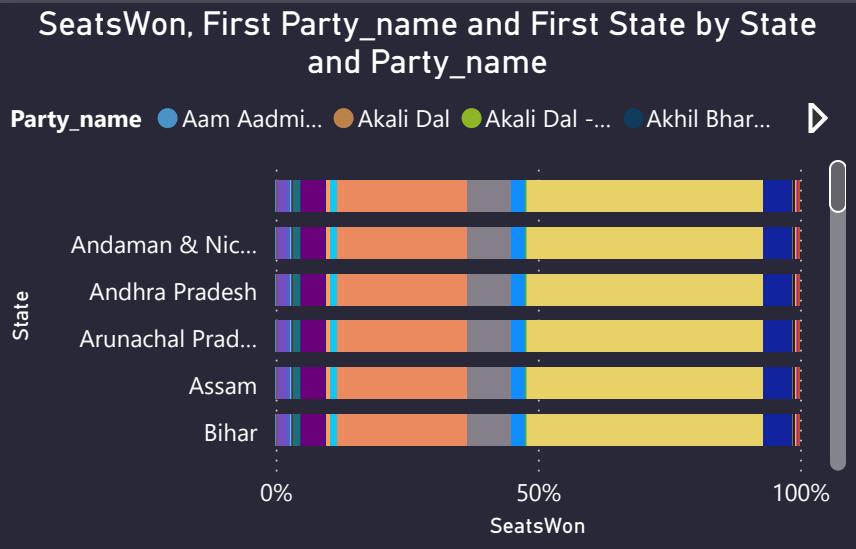 SeatsWon, First Party_name and First State by State
and Party_name
Party_name Aam Aadmi... Akali Dal Akali Dal -... Akhil Bhar...
Andaman & Nic...
Andhra Pradesh
Arunachal Prad...
Assam
Bihar
State
0% 50% 100%
SeatsWon